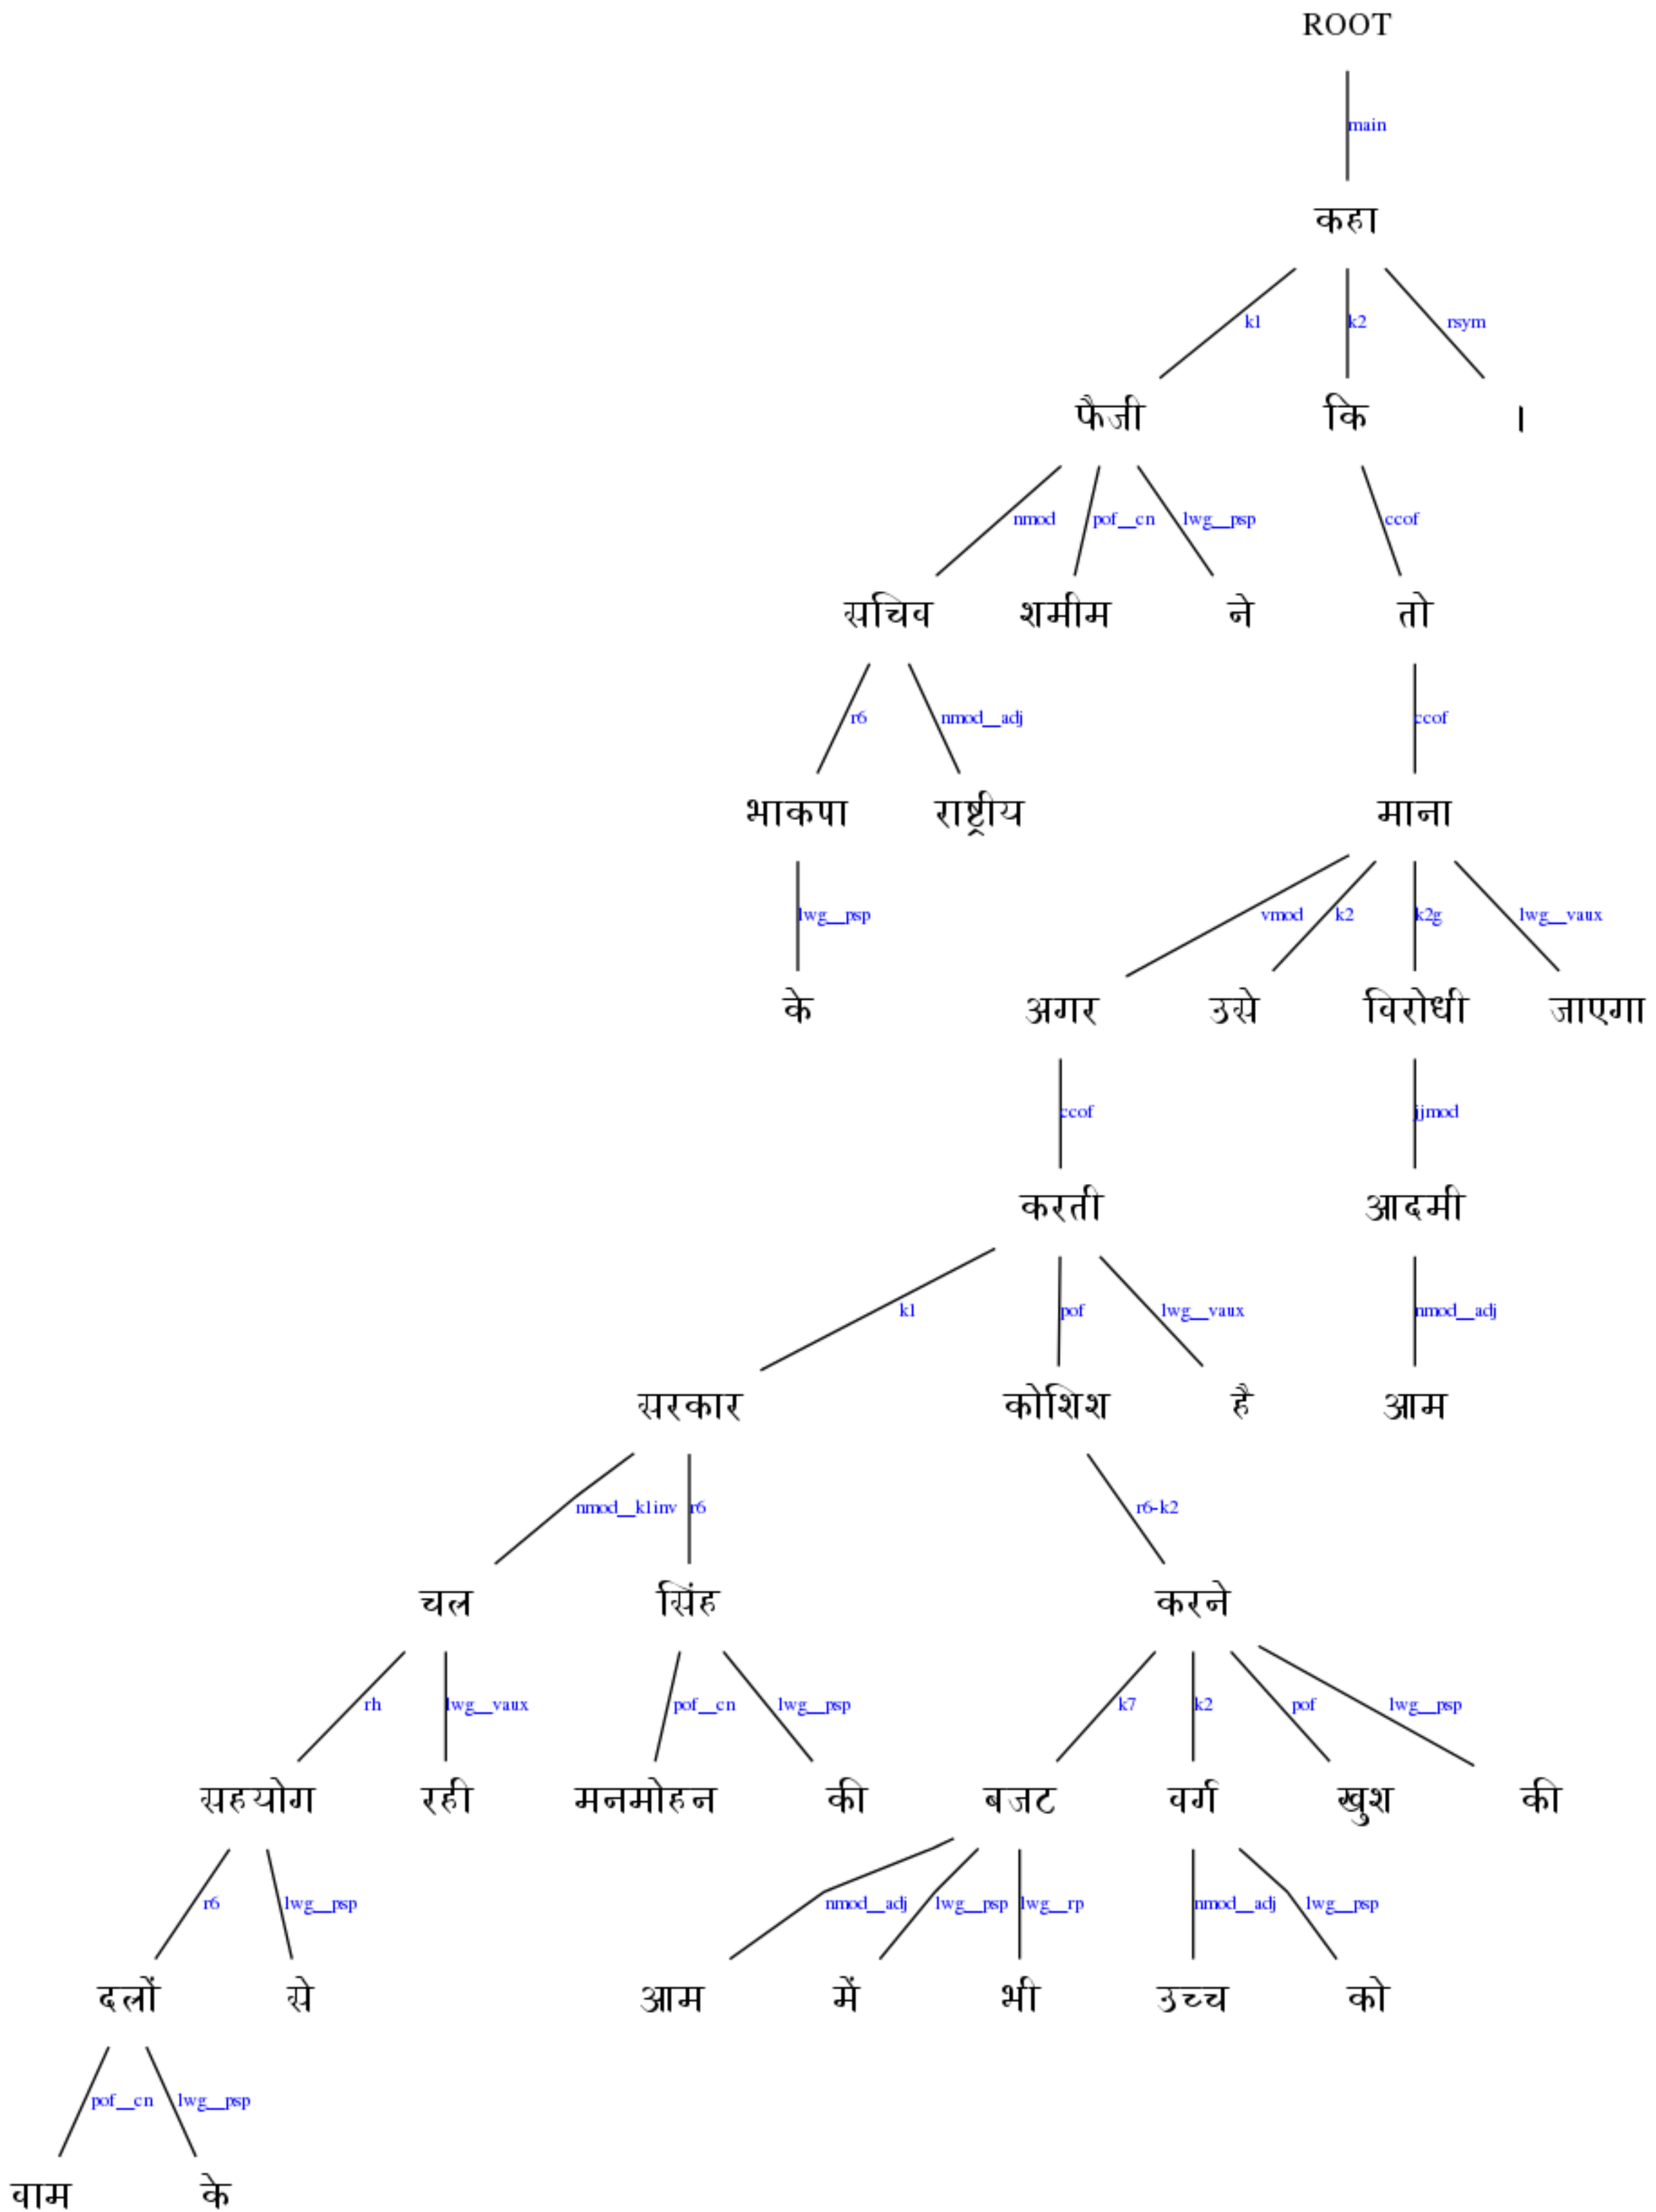 ROOT
main
कहा
k1 k2 rsym
फैजी कि ।
nmod pof__cn lwg__psp ccof
सचिव शमीम ने तो
r6 nmod__adj ccof
भाकपा राष्ट्रीय माना
lwg__psp vmod k2 k2g lwg__vaux
के अगर उसे विरोधी जाएगा
ccof jjmod
करती आदमी
k1 pof lwg__vaux nmod__adj
सरकार कोशिश है आम
nmod__k1inv r6 r6-k2
चल सिंह करने
rh lwg__vaux pof__cn lwg__psp k7 k2 pof lwg__psp
सहयोग रही मनमोहन की बजट वर्ग खुश की
r6 lwg__psp nmod__adj lwg__psp lwg__rp nmod__adj lwg__psp
दलों से आम में भी उच्च को
pof__cn lwg__psp
वाम के